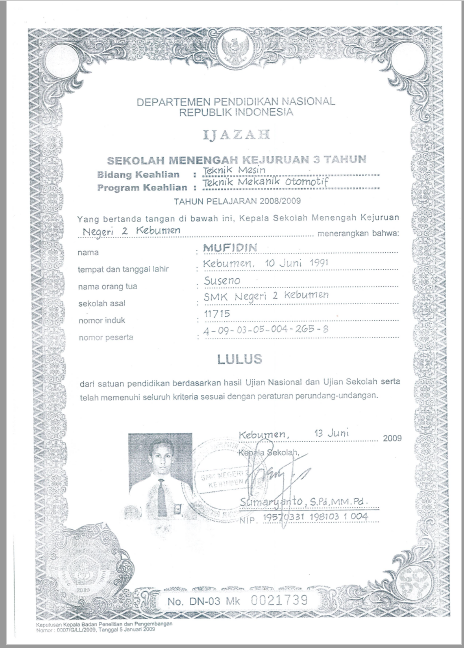 DEPARTEMEN PENDIDIKAN NASIONAL
REPUBLIK INDONESIA
IJAZAH
SEKOLAH MENENGAH KEJURUAN 3 TAHUN
Bidang Keahlian : Teknik Mesin
Program Keahlian : Teknik Mekanik Otomotif
TAHUN PELAJARAN 2008/2009
Yang bertanda tangan di bawah ini, Kepala Sekolah Menengah Kejuruan
Negeri 2 Kebumen menerangkan bahwa:
nama : MUFIDIN
tempat dan tanggal lahir : Kebumen, 10 Juni 1991
nama orang tua : Suseno
sekolah asal : SMK Negeri 2 Kebumen
nomor induk : 11715
nomor peserta : 4-09-03-05-004-265-8
LULUS
dari satuan pendidikan berdasarkan hasil Ujian Nasional dan Ujian Sekolah serta
telah memenuhi seluruh kriteria sesuai dengan peraturan perundang-undangan.
Kebumen, 13 Juni 2009
Kepala Sekolah,
SMK NEGERI 2
KEBUMEN
Sumaryanto, S.Pd, MM.Pd.
NIP. 19570331 198103 1 004
No. DN-03 Mk 0021739
Keputusan Kepala Badan Penelitian dan Pengembangan
Nomor : 6007/G/LL/2009, Tanggal 5 Januari 2009